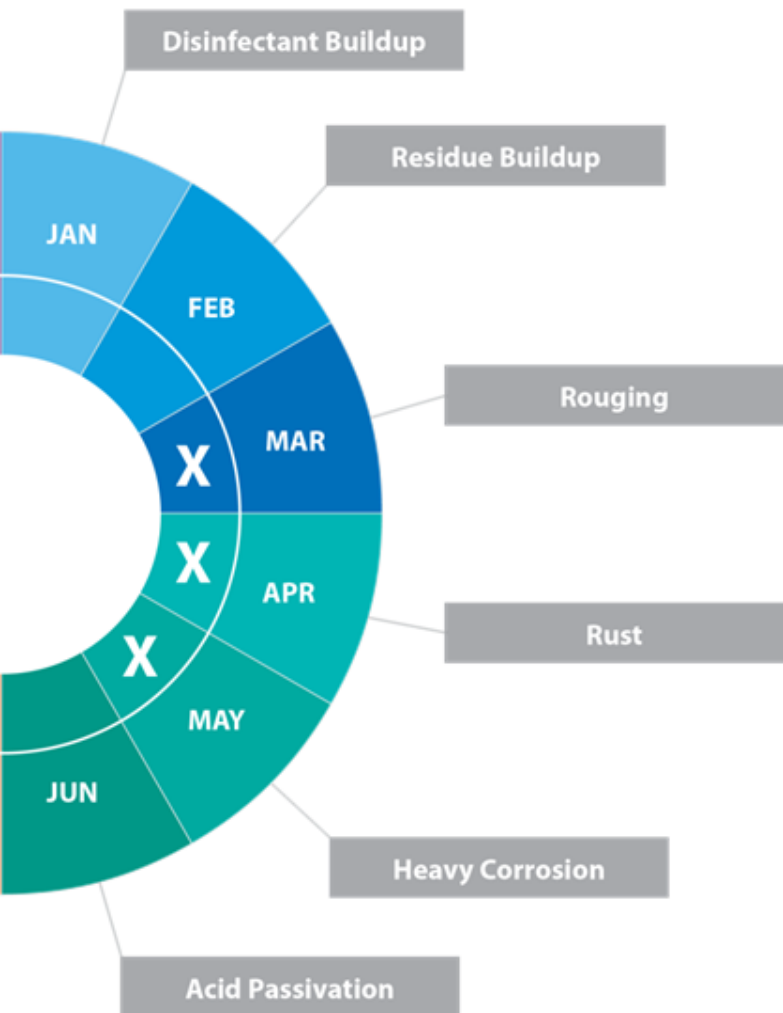 Disinfectant Buildup
Residue Buildup
JAN
FEB
Rouging
MAR
X
X
APR
Rust
X
MAY
JUN
Heavy Corrosion
Acid Passivation